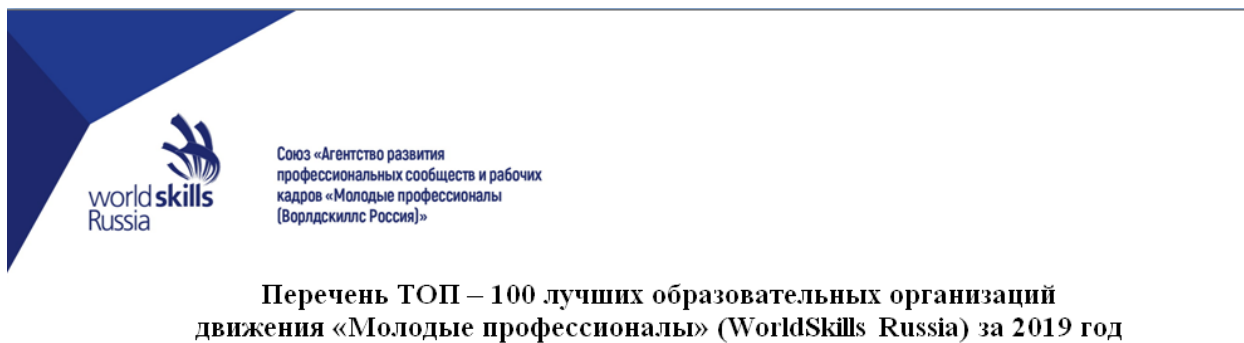 world skills
Russia
Союз «Агентство развития
профессиональных сообществ и рабочих
кадров «Молодые профессионалы
(Ворлдскиллс Россия)»
Перечень ТОП – 100 лучших образовательных организаций
движения «Молодые профессионалы» (WorldSkills Russia) за 2019 год